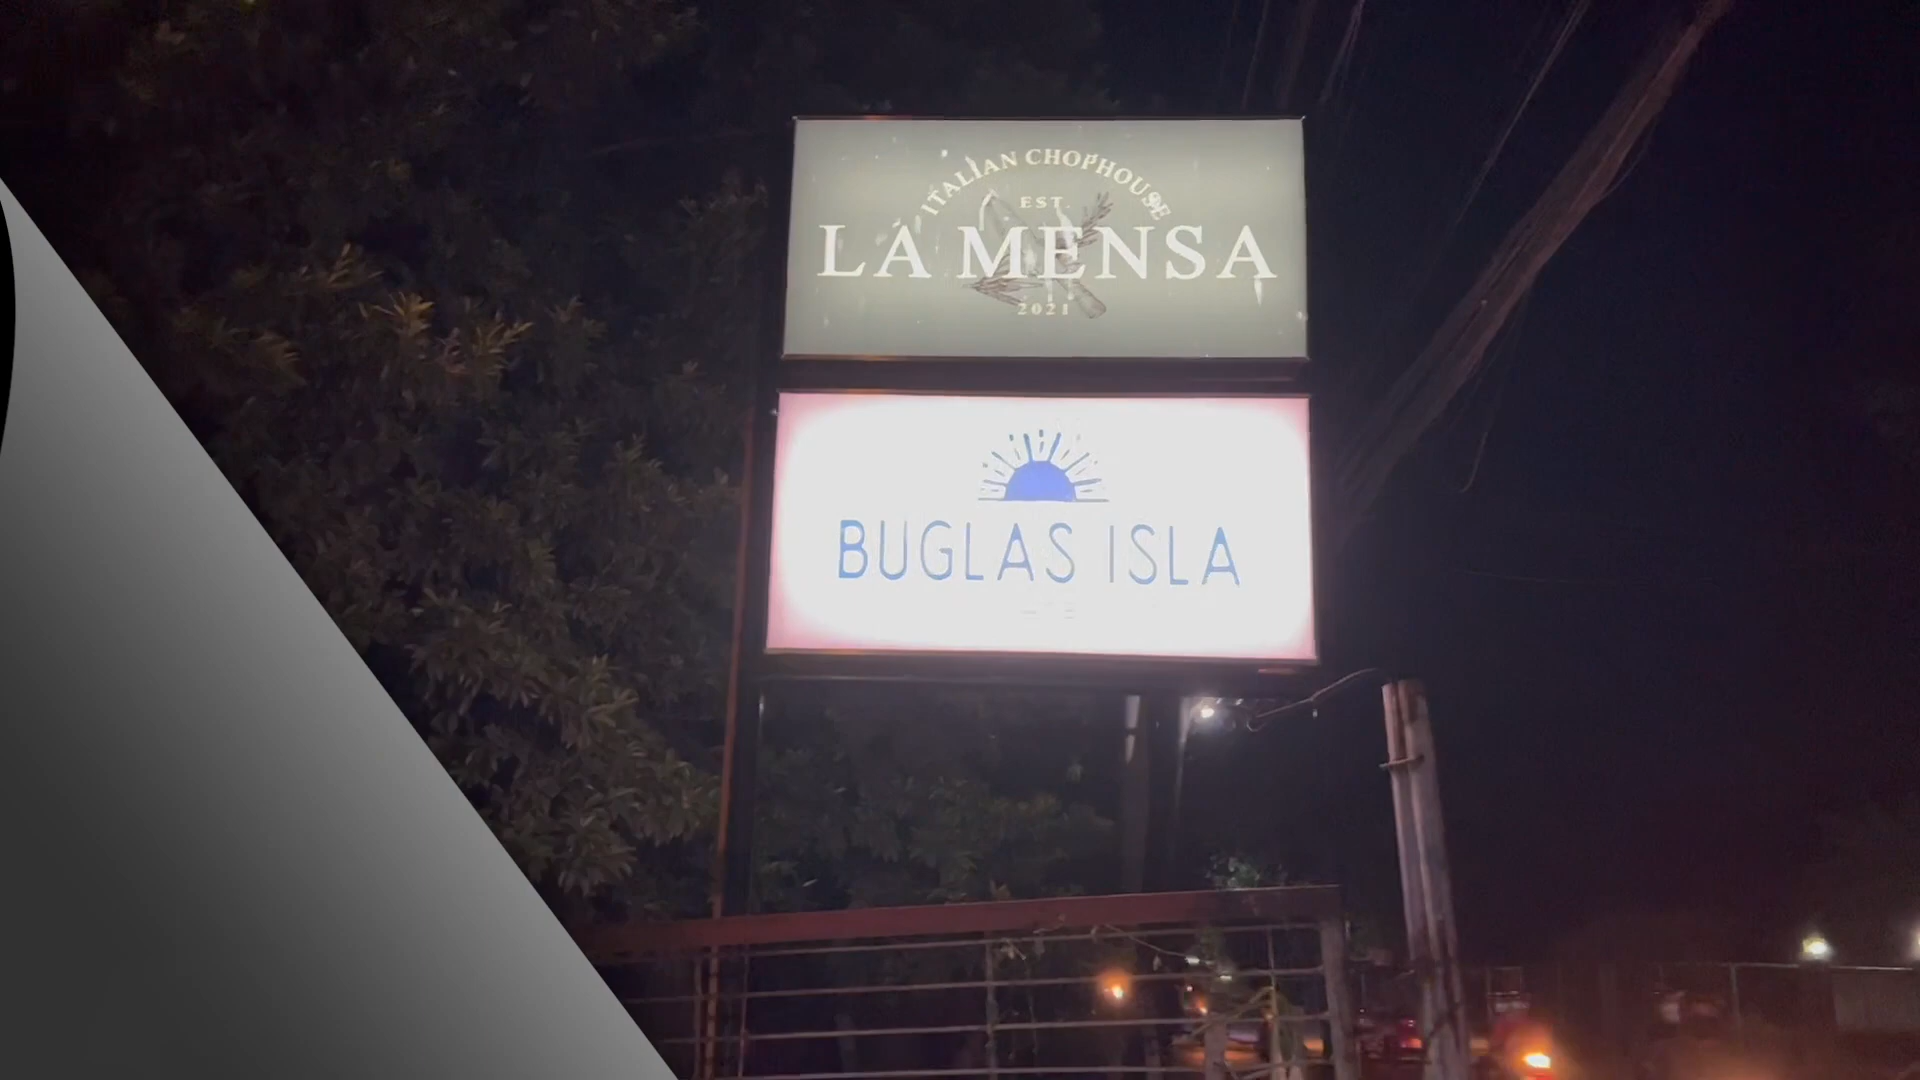 ITALIAN CHOPHOUSE
EST.
LA MENSA
2021
BUGLAS ISLA